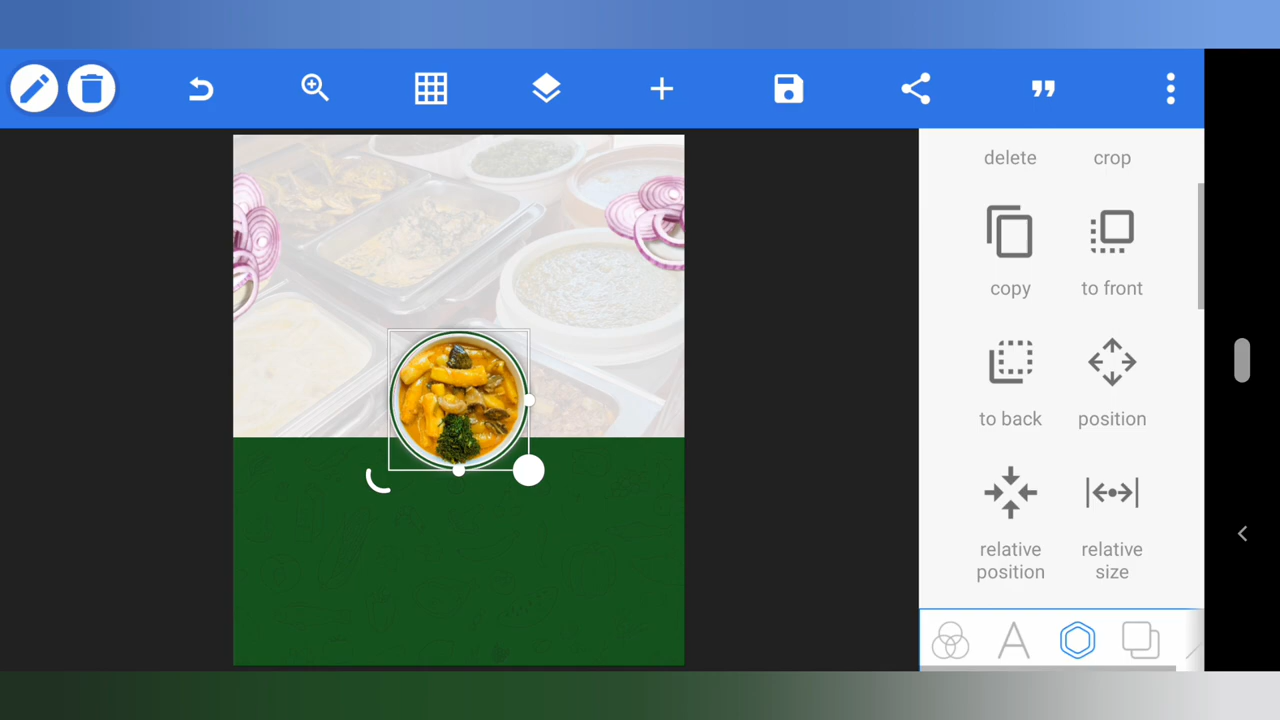 delete
crop
copy
to front
to back
position
relative
position
relative
size